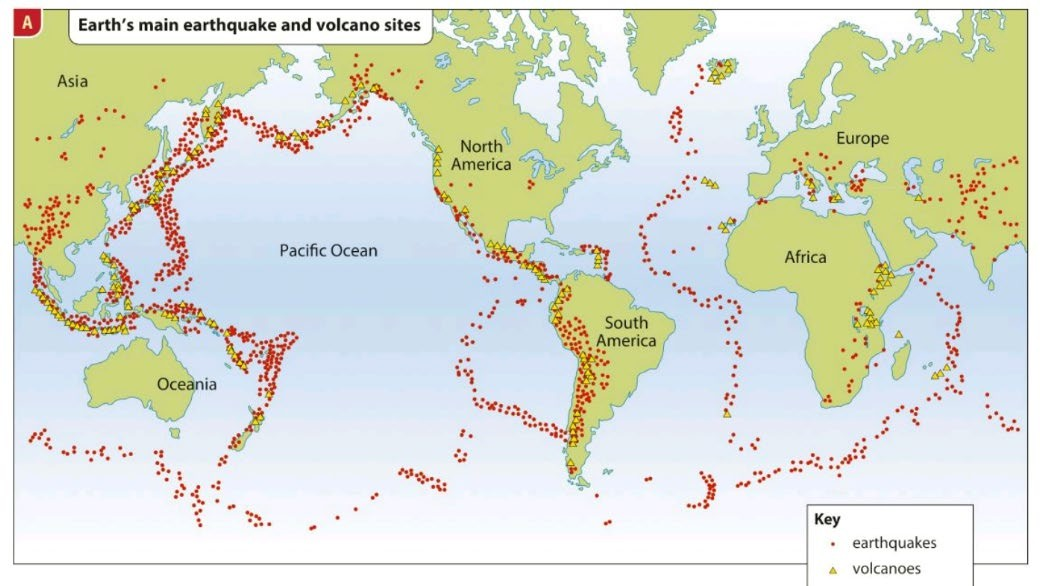 A
Earth's main earthquake and volcano sites
Asia
North
America
Europe
Pacific Ocean
Africa
South
America
Oceania
Key
earthquakes
volcanoes